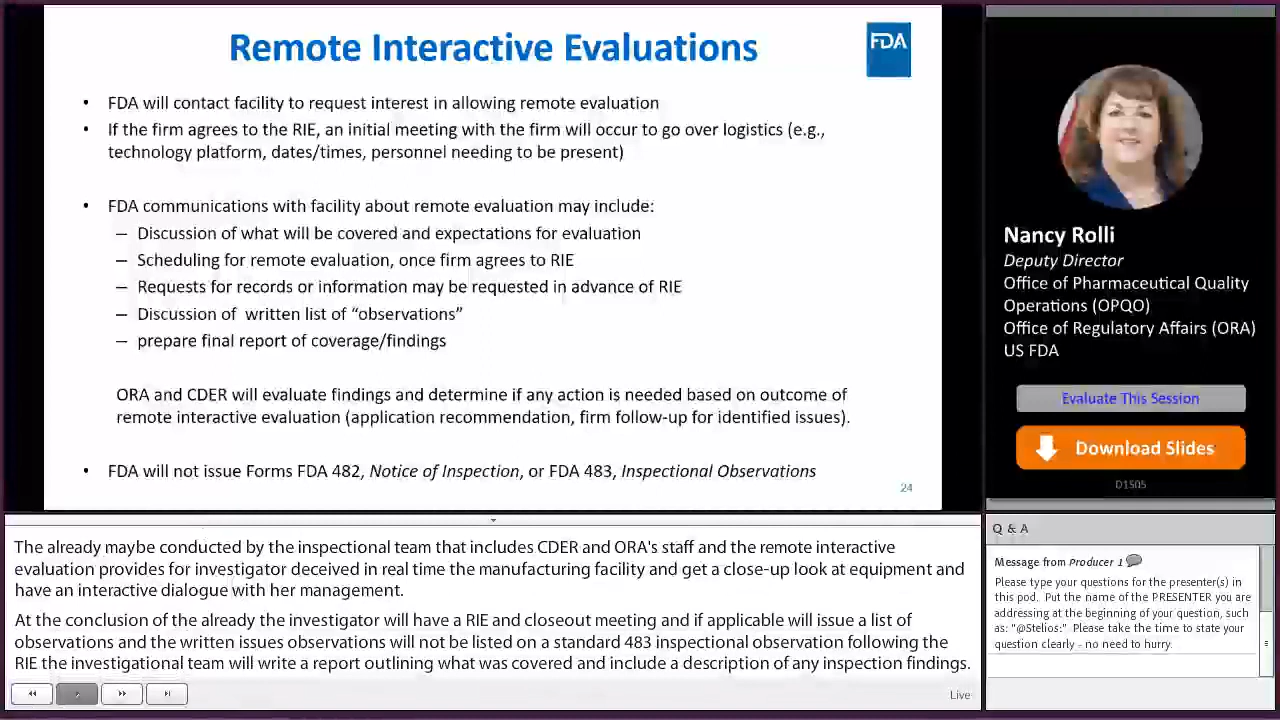 Remote Interactive Evaluations
FDA
• FDA will contact facility to request interest in allowing remote evaluation
• If the firm agrees to the RIE, an initial meeting with the firm will occur to go over logistics (e.g.,
technology platform, dates/times, personnel needing to be present)
• FDA communications with facility about remote evaluation may include:
– Discussion of what will be covered and expectations for evaluation
– Scheduling for remote evaluation, once firm agrees to RIE
– Requests for records or information may be requested in advance of RIE
– Discussion of written list of “observations”
– prepare final report of coverage/findings
ORA and CDER will evaluate findings and determine if any action is needed based on outcome of
remote interactive evaluation (application recommendation, firm follow-up for identified issues).
• FDA will not issue Forms FDA 482, Notice of Inspection, or FDA 483, Inspectional Observations
24
Nancy Rolli
Deputy Director
Office of Pharmaceutical Quality
Operations (OPQO)
Office of Regulatory Affairs (ORA)
US FDA
Evaluate This Session
Download Slides
D1S05
The already maybe conducted by the inspectional team that includes CDER and ORA's staff and the remote interactive
evaluation provides for investigator deceived in real time the manufacturing facility and get a close-up look at equipment and
have an interactive dialogue with her management.
At the conclusion of the already the investigator will have a RIE and closeout meeting and if applicable will issue a list of
observations and the written issues observations will not be listed on a standard 483 inspectional observation following the
RIE the investigational team will write a report outlining what was covered and include a description of any inspection findings.
Live
Q & A
Message from Producer 1
Please type your questions for the presenter(s) in
this pod. Put the name of the PRESENTER you are
addressing at the beginning of your question, such
as: "@Stelios:" Please take the time to state your
question clearly - no need to hurry.